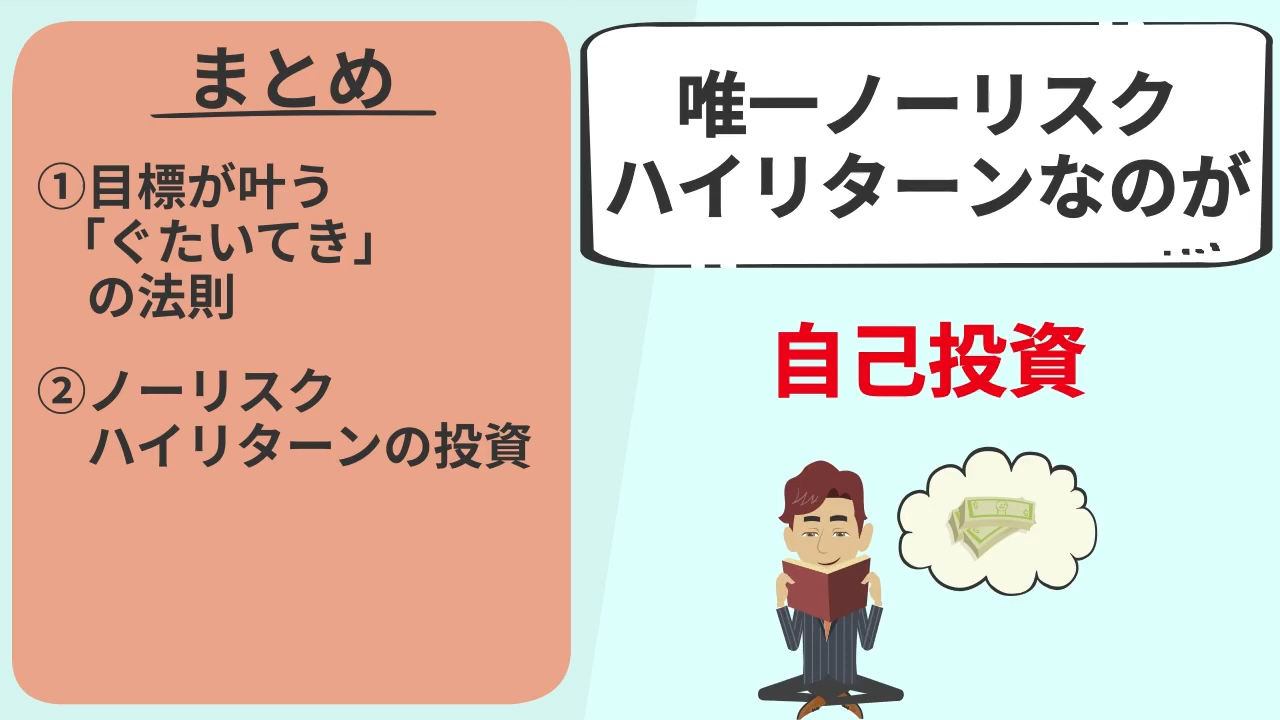 まとめ
①目標が叶う
「ぐたいてき」
の法則
②ノーリスク
ハイリターンの投資
唯一ノーリスク
ハイリターンなのが
自己投資